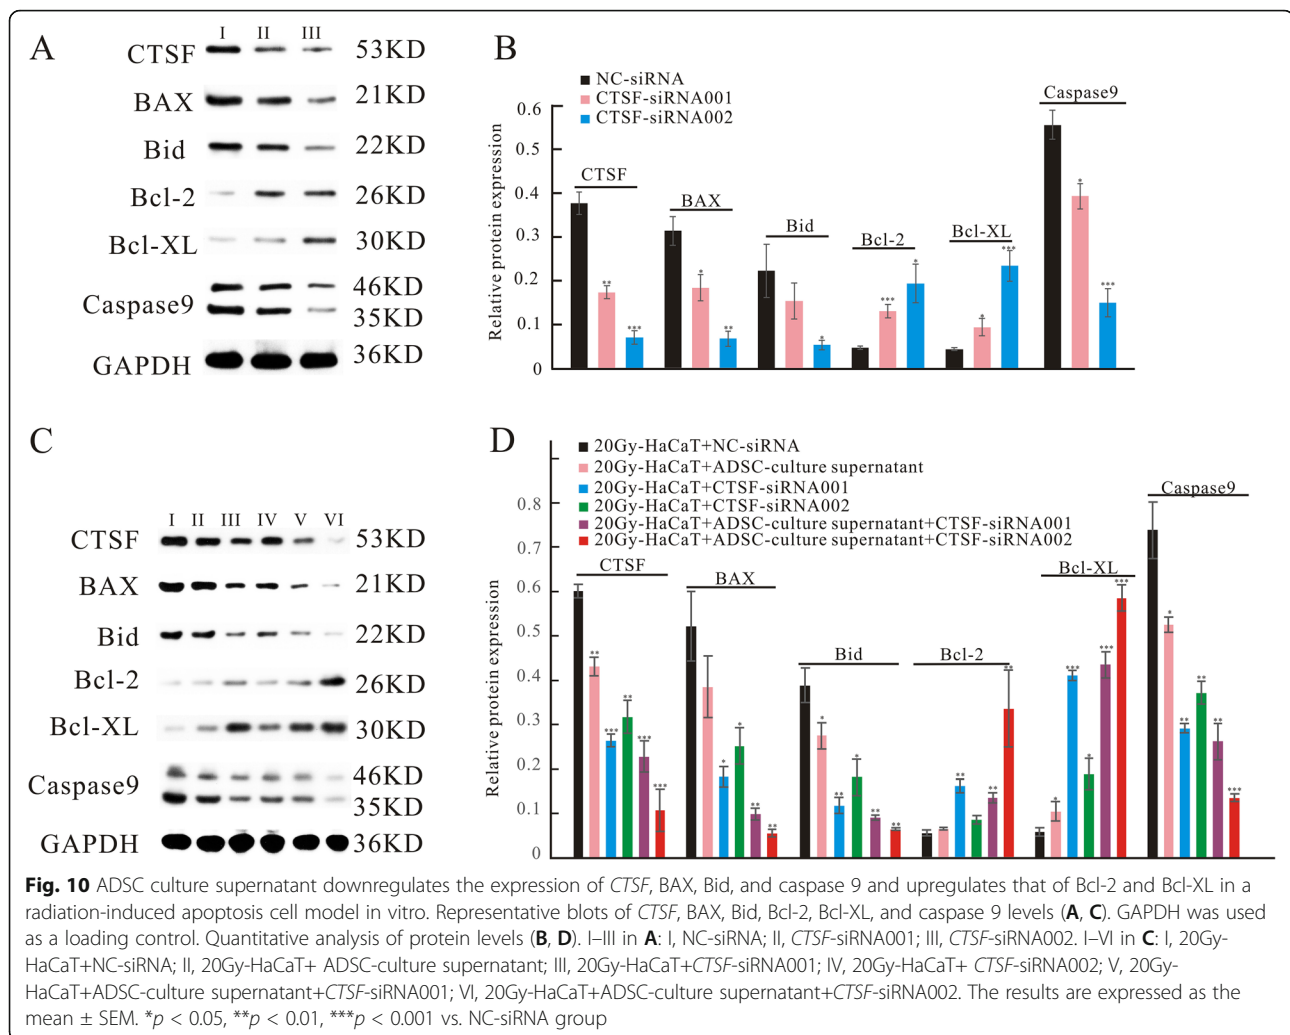 A
I II III
CTSF 53KD
BAX 21KD
Bid 22KD
Bcl-2 26KD
Bcl-XL 30KD
Caspase9 46KD
35KD
GAPDH 36KD
B
NC-siRNA
CTSF-siRNA001
CTSF-siRNA002
Relative protein expression
0.6
0.5
0.4
0.3
0.2
0.1
0
CTSF
** ***
BAX
* **
Bid
*
Bcl-2
*** *
Bcl-XL
* ***
Caspase9
* ***
C
I II III IV V VI
CTSF 53KD
BAX 21KD
Bid 22KD
Bcl-2 26KD
Bcl-XL 30KD
Caspase9 46KD
35KD
GAPDH 36KD
D
20Gy-HaCaT+NC-siRNA
20Gy-HaCaT+ADSC-culture supernatant
20Gy-HaCaT+CTSF-siRNA001
20Gy-HaCaT+CTSF-siRNA002
20Gy-HaCaT+ADSC-culture supernatant+CTSF-siRNA001
20Gy-HaCaT+ADSC-culture supernatant+CTSF-siRNA002
Relative protein expression
0.8
0.7
0.6
0.5
0.4
0.3
0.2
0.1
0
CTSF
** *** ** *** ***
BAX
* * ** **
Bid
* ** * ** **
Bcl-2
** ** **
Bcl-XL
* *** * *** ***
Caspase9
* ** ** ** ***
Fig. 10 ADSC culture supernatant downregulates the expression of CTSF, BAX, Bid, and caspase 9 and upregulates that of Bcl-2 and Bcl-XL in a
radiation-induced apoptosis cell model in vitro. Representative blots of CTSF, BAX, Bid, Bcl-2, Bcl-XL, and caspase 9 levels (A, C). GAPDH was used
as a loading control. Quantitative analysis of protein levels (B, D). I–III in A: I, NC-siRNA; II, CTSF-siRNA001; III, CTSF-siRNA002. I–VI in C: I, 20Gy-
HaCaT+NC-siRNA; II, 20Gy-HaCaT+ ADSC-culture supernatant; III, 20Gy-HaCaT+CTSF-siRNA001; IV, 20Gy-HaCaT+ CTSF-siRNA002; V, 20Gy-
HaCaT+ADSC-culture supernatant+CTSF-siRNA001; VI, 20Gy-HaCaT+ADSC-culture supernatant+CTSF-siRNA002. The results are expressed as the
mean ± SEM. *p < 0.05, **p < 0.01, ***p < 0.001 vs. NC-siRNA group